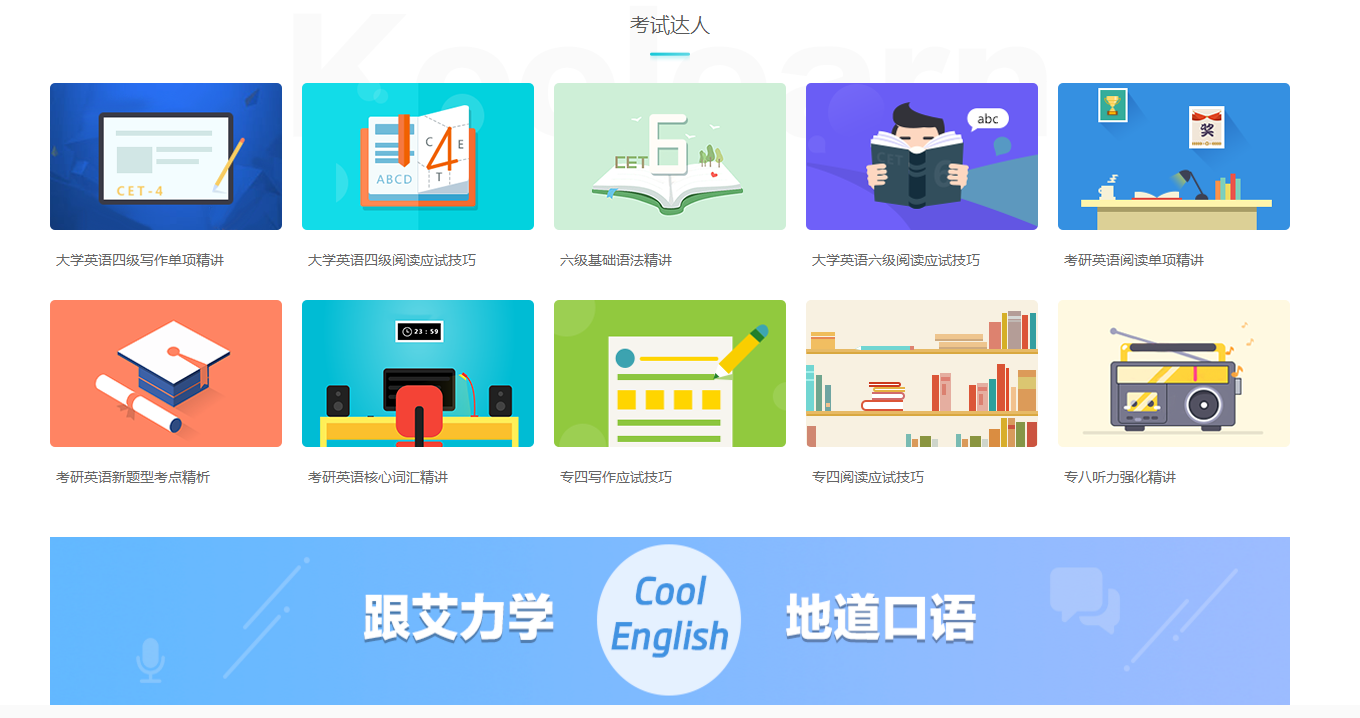 Koolearn
考试达人
CET-4
ABCD
C
E
4
T
CET
6
CET
6
abc
奖
大学英语四级写作单项精讲
大学英语四级阅读应试技巧
六级基础语法精讲
大学英语六级阅读应试技巧
考研英语阅读单项精讲
23:59
考研英语新题型考点精析
考研英语核心词汇精讲
专四写作应试技巧
专四阅读应试技巧
专八听力强化精讲
跟艾力学
Cool
English
地道口语